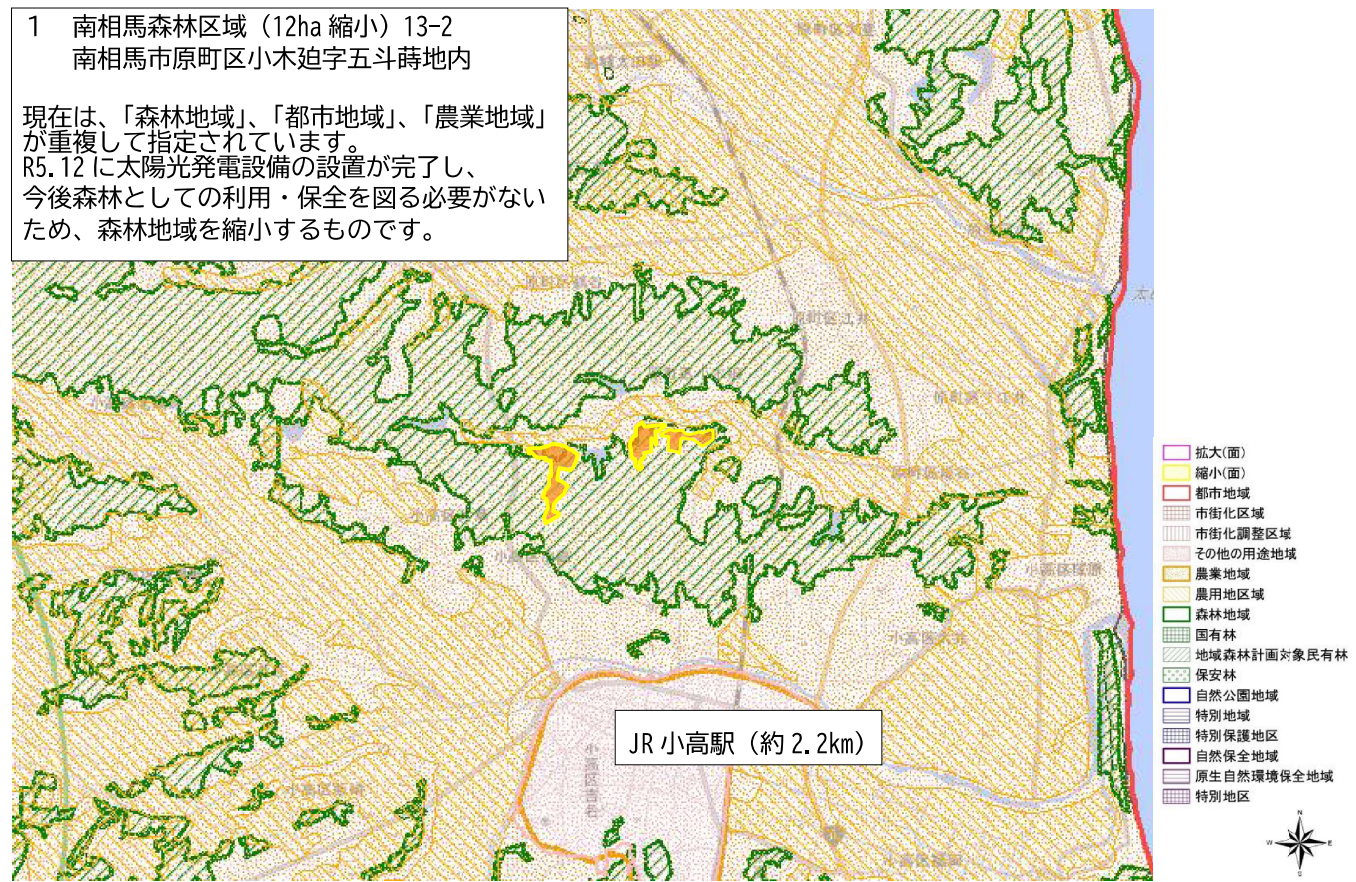 1　南相馬森林区域（12ha 縮小）13-2
南相馬市原町区小木廹字五斗蒔地内
現在は、「森林地域」、「都市地域」、「農業地域」
が重複して指定されています。
R5.12 に太陽光発電設備の設置が完了し、
今後森林としての利用・保全を図る必要がない
ため、森林地域を縮小するものです。
原町区江井
小高区吉名
JR 小高駅（約 2.2km）
拡大(面)
縮小(面)
都市地域
市街化区域
市街化調整区域
その他の用途地域
農業地域
農用地区域
森林地域
国有林
地域森林計画対象民有林
保安林
自然公園地域
特別地域
特別保護地区
自然保全地域
原生自然環境保全地域
特別地区
N
W
E
S